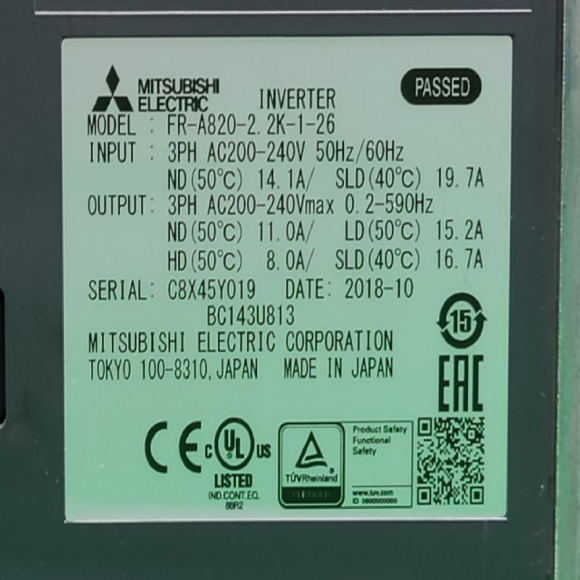 MITSUBISHI
ELECTRIC
INVERTER
PASSED
MODEL : FR-A820-2.2K-1-26
INPUT : 3PH AC200-240V 50Hz/60Hz
ND(50℃) 14.1A/ SLD(40℃) 19.7A
OUTPUT: 3PH AC200-240Vmax 0.2-590Hz
ND(50℃) 11.0A/ LD(50℃) 15.2A
HD(50℃) 8.0A/ SLD(40℃) 16.7A
SERIAL: C8X45Y019 DATE: 2018-10
BC143U813
MITSUBISHI ELECTRIC CORPORATION
TOKYO 100-8310, JAPAN MADE IN JAPAN
15
EAC
CE
C UL US
LISTED
IND.CONT.EQ.
TÜVRheinland
CERTIFIED
Product Safety
Functional
Safety
www.tuv.com